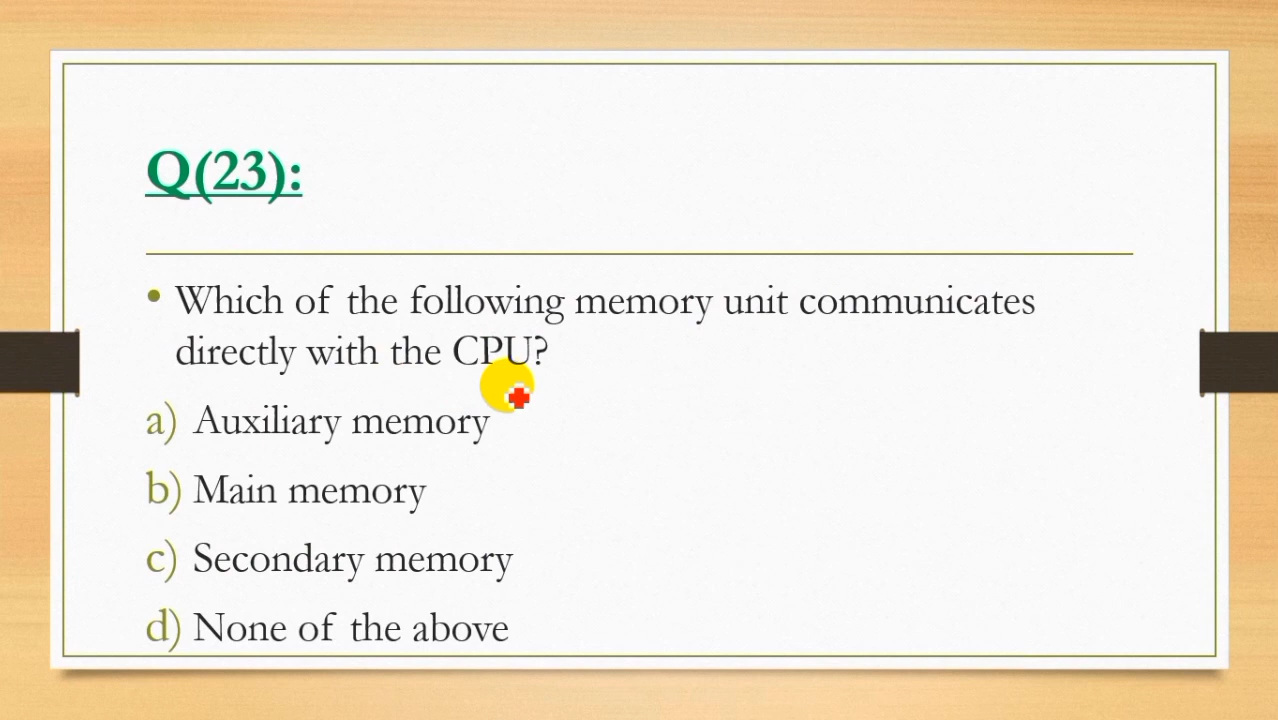 Q(23):
• Which of the following memory unit communicates
directly with the CPU?
a) Auxiliary memory
b) Main memory
c) Secondary memory
d) None of the above